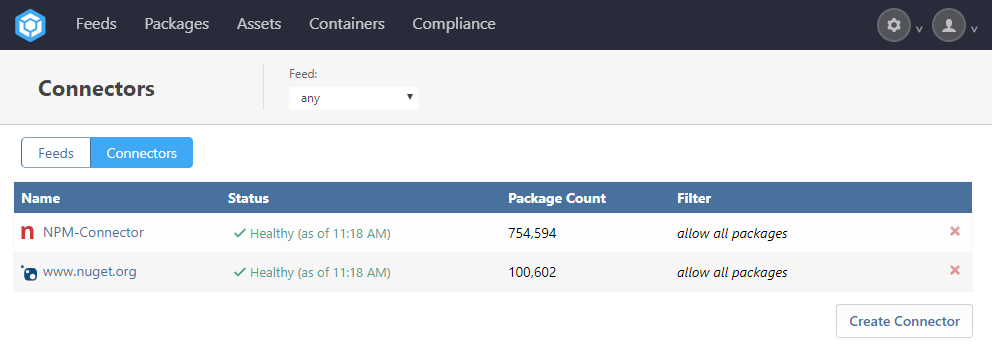 Feeds Packages Assets Containers Compliance
Connectors
Feed:
any
Feeds Connectors
Name Status Package Count Filter
NPM-Connector Healthy (as of 11:18 AM) 754,594 allow all packages
www.nuget.org Healthy (as of 11:18 AM) 100,602 allow all packages
Create Connector